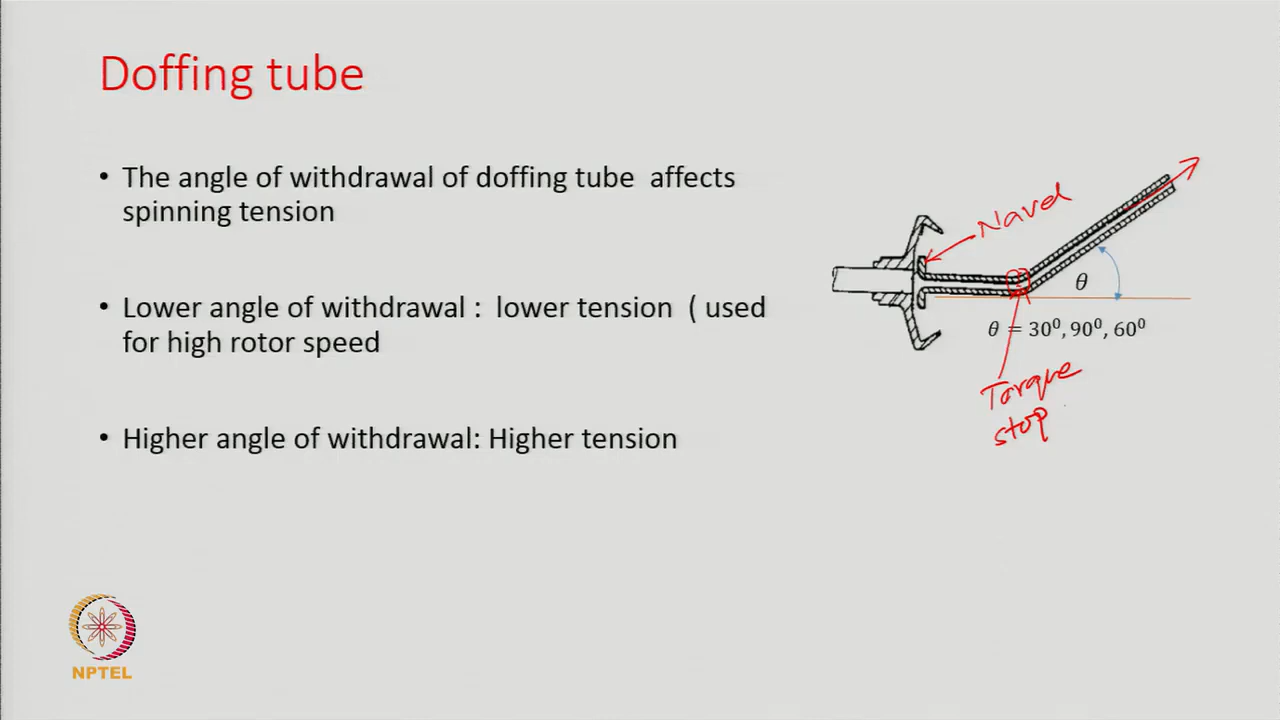 Doffing tube
• The angle of withdrawal of doffing tube affects
spinning tension
• Lower angle of withdrawal : lower tension ( used
for high rotor speed
• Higher angle of withdrawal: Higher tension
Navel
θ
θ = 30⁰, 90⁰, 60⁰
Torque
stop
NPTEL